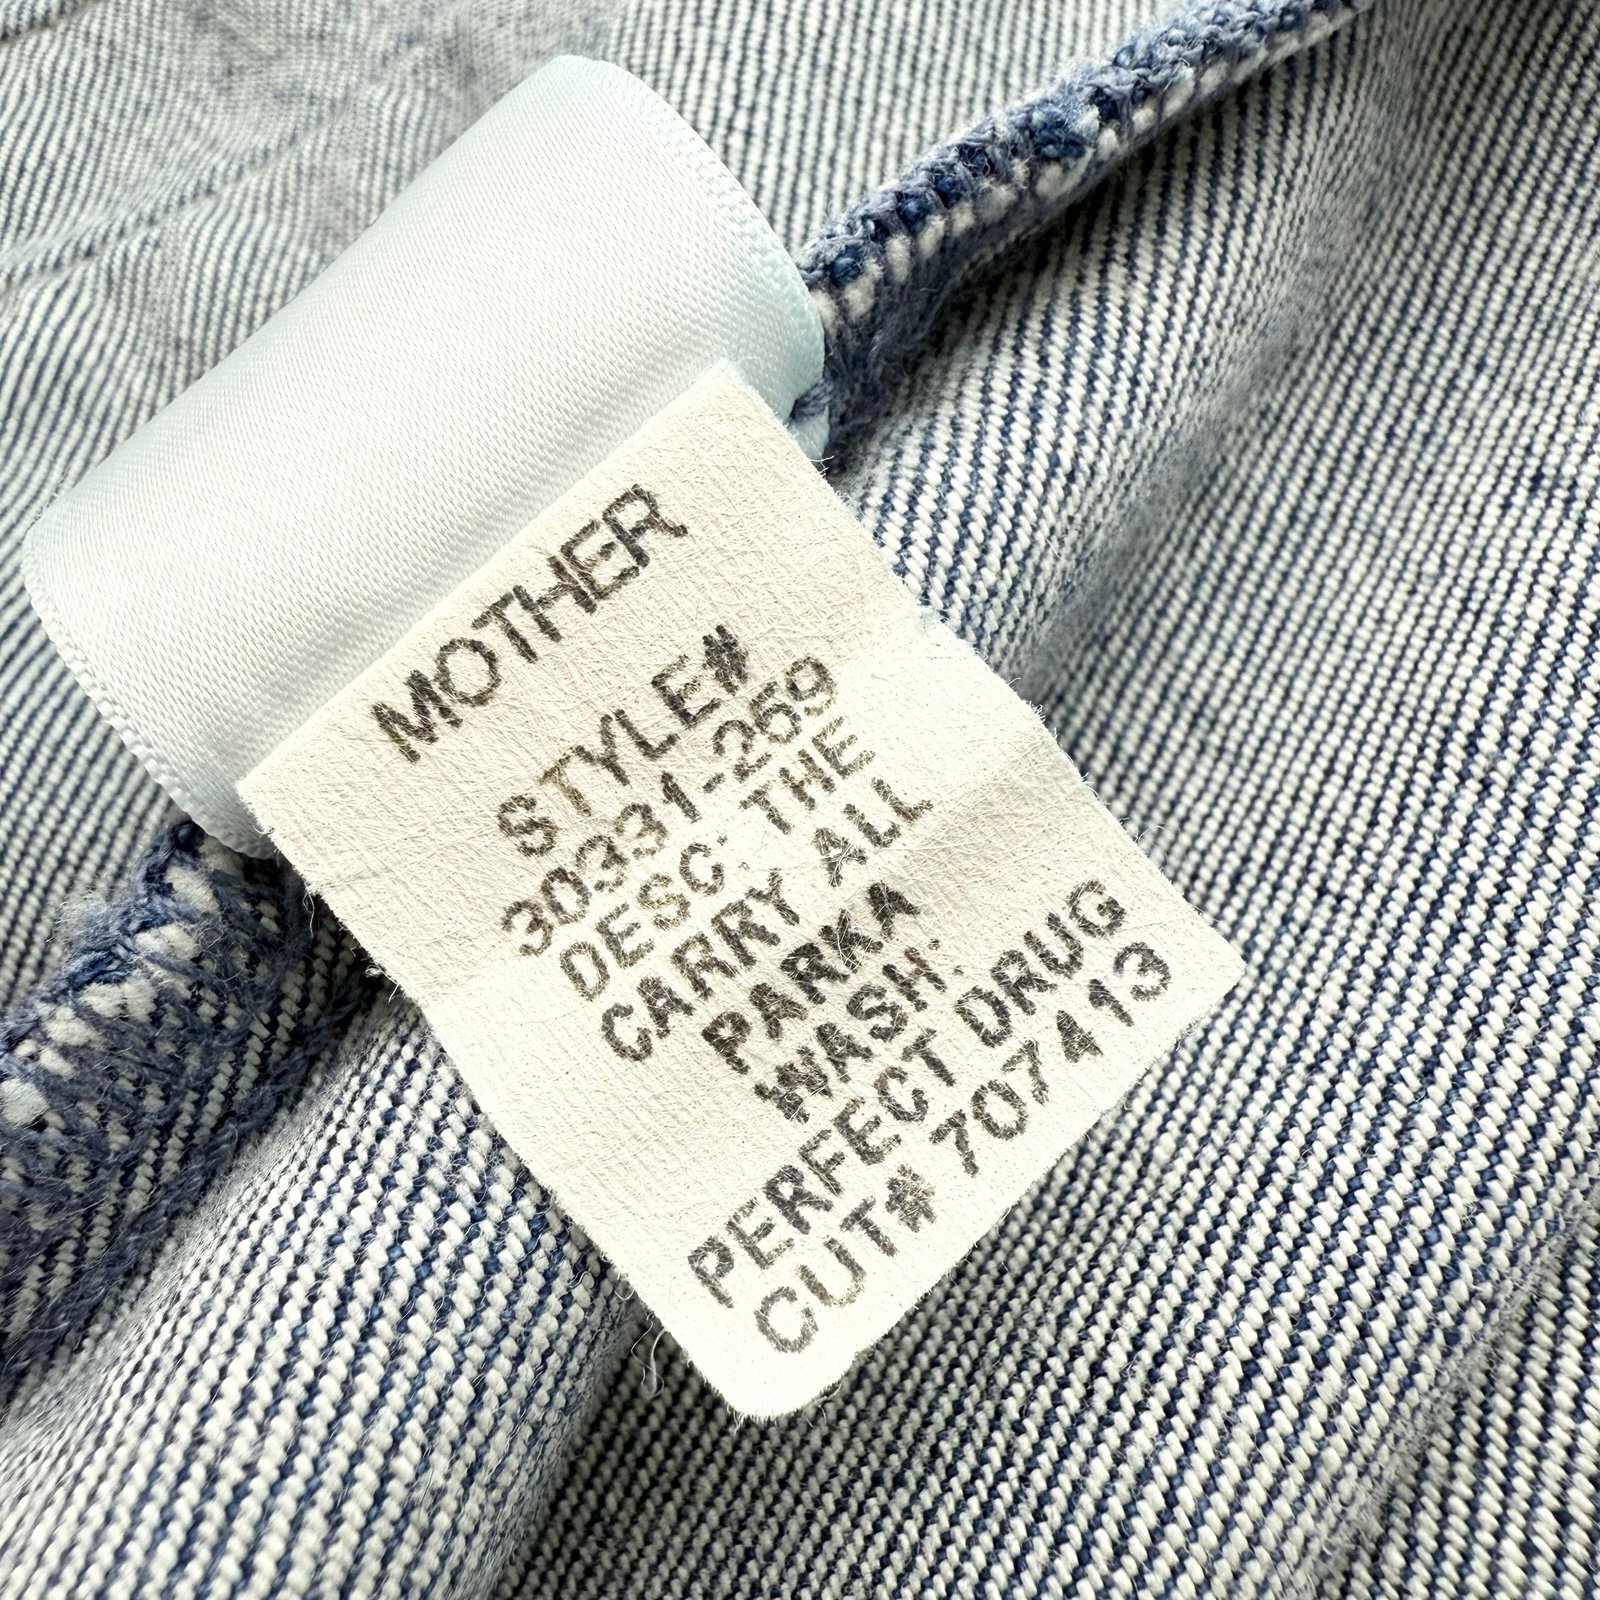 MOTHER
STYLE#
30331-259
DESC: THE
CARRY ALL
PARKA
WASH:
PERFECT DRUG
CUT# 707413